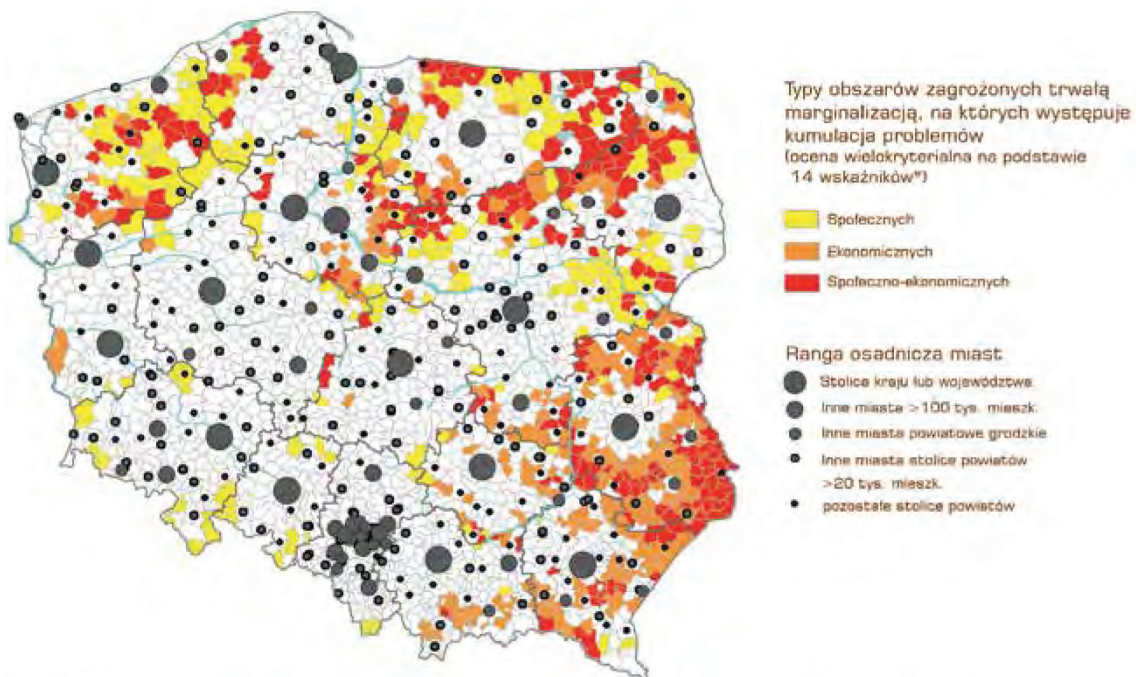 Typy obszarów zagrożonych trwałą
marginalizacją, na których występuje
kumulacja problemów
(ocena wielokryterialna na podstawie
14 wskaźników*)
Społecznych
Ekonomicznych
Społeczno-ekonomicznych
Ranga osadnicza miast
Stolica kraju lub województwa
Inne miasta >100 tys. mieszk.
Inne miasta powiatowe grodzkie
Inne miasta stolice powiatów
>20 tys. mieszk.
pozostałe stolice powiatów